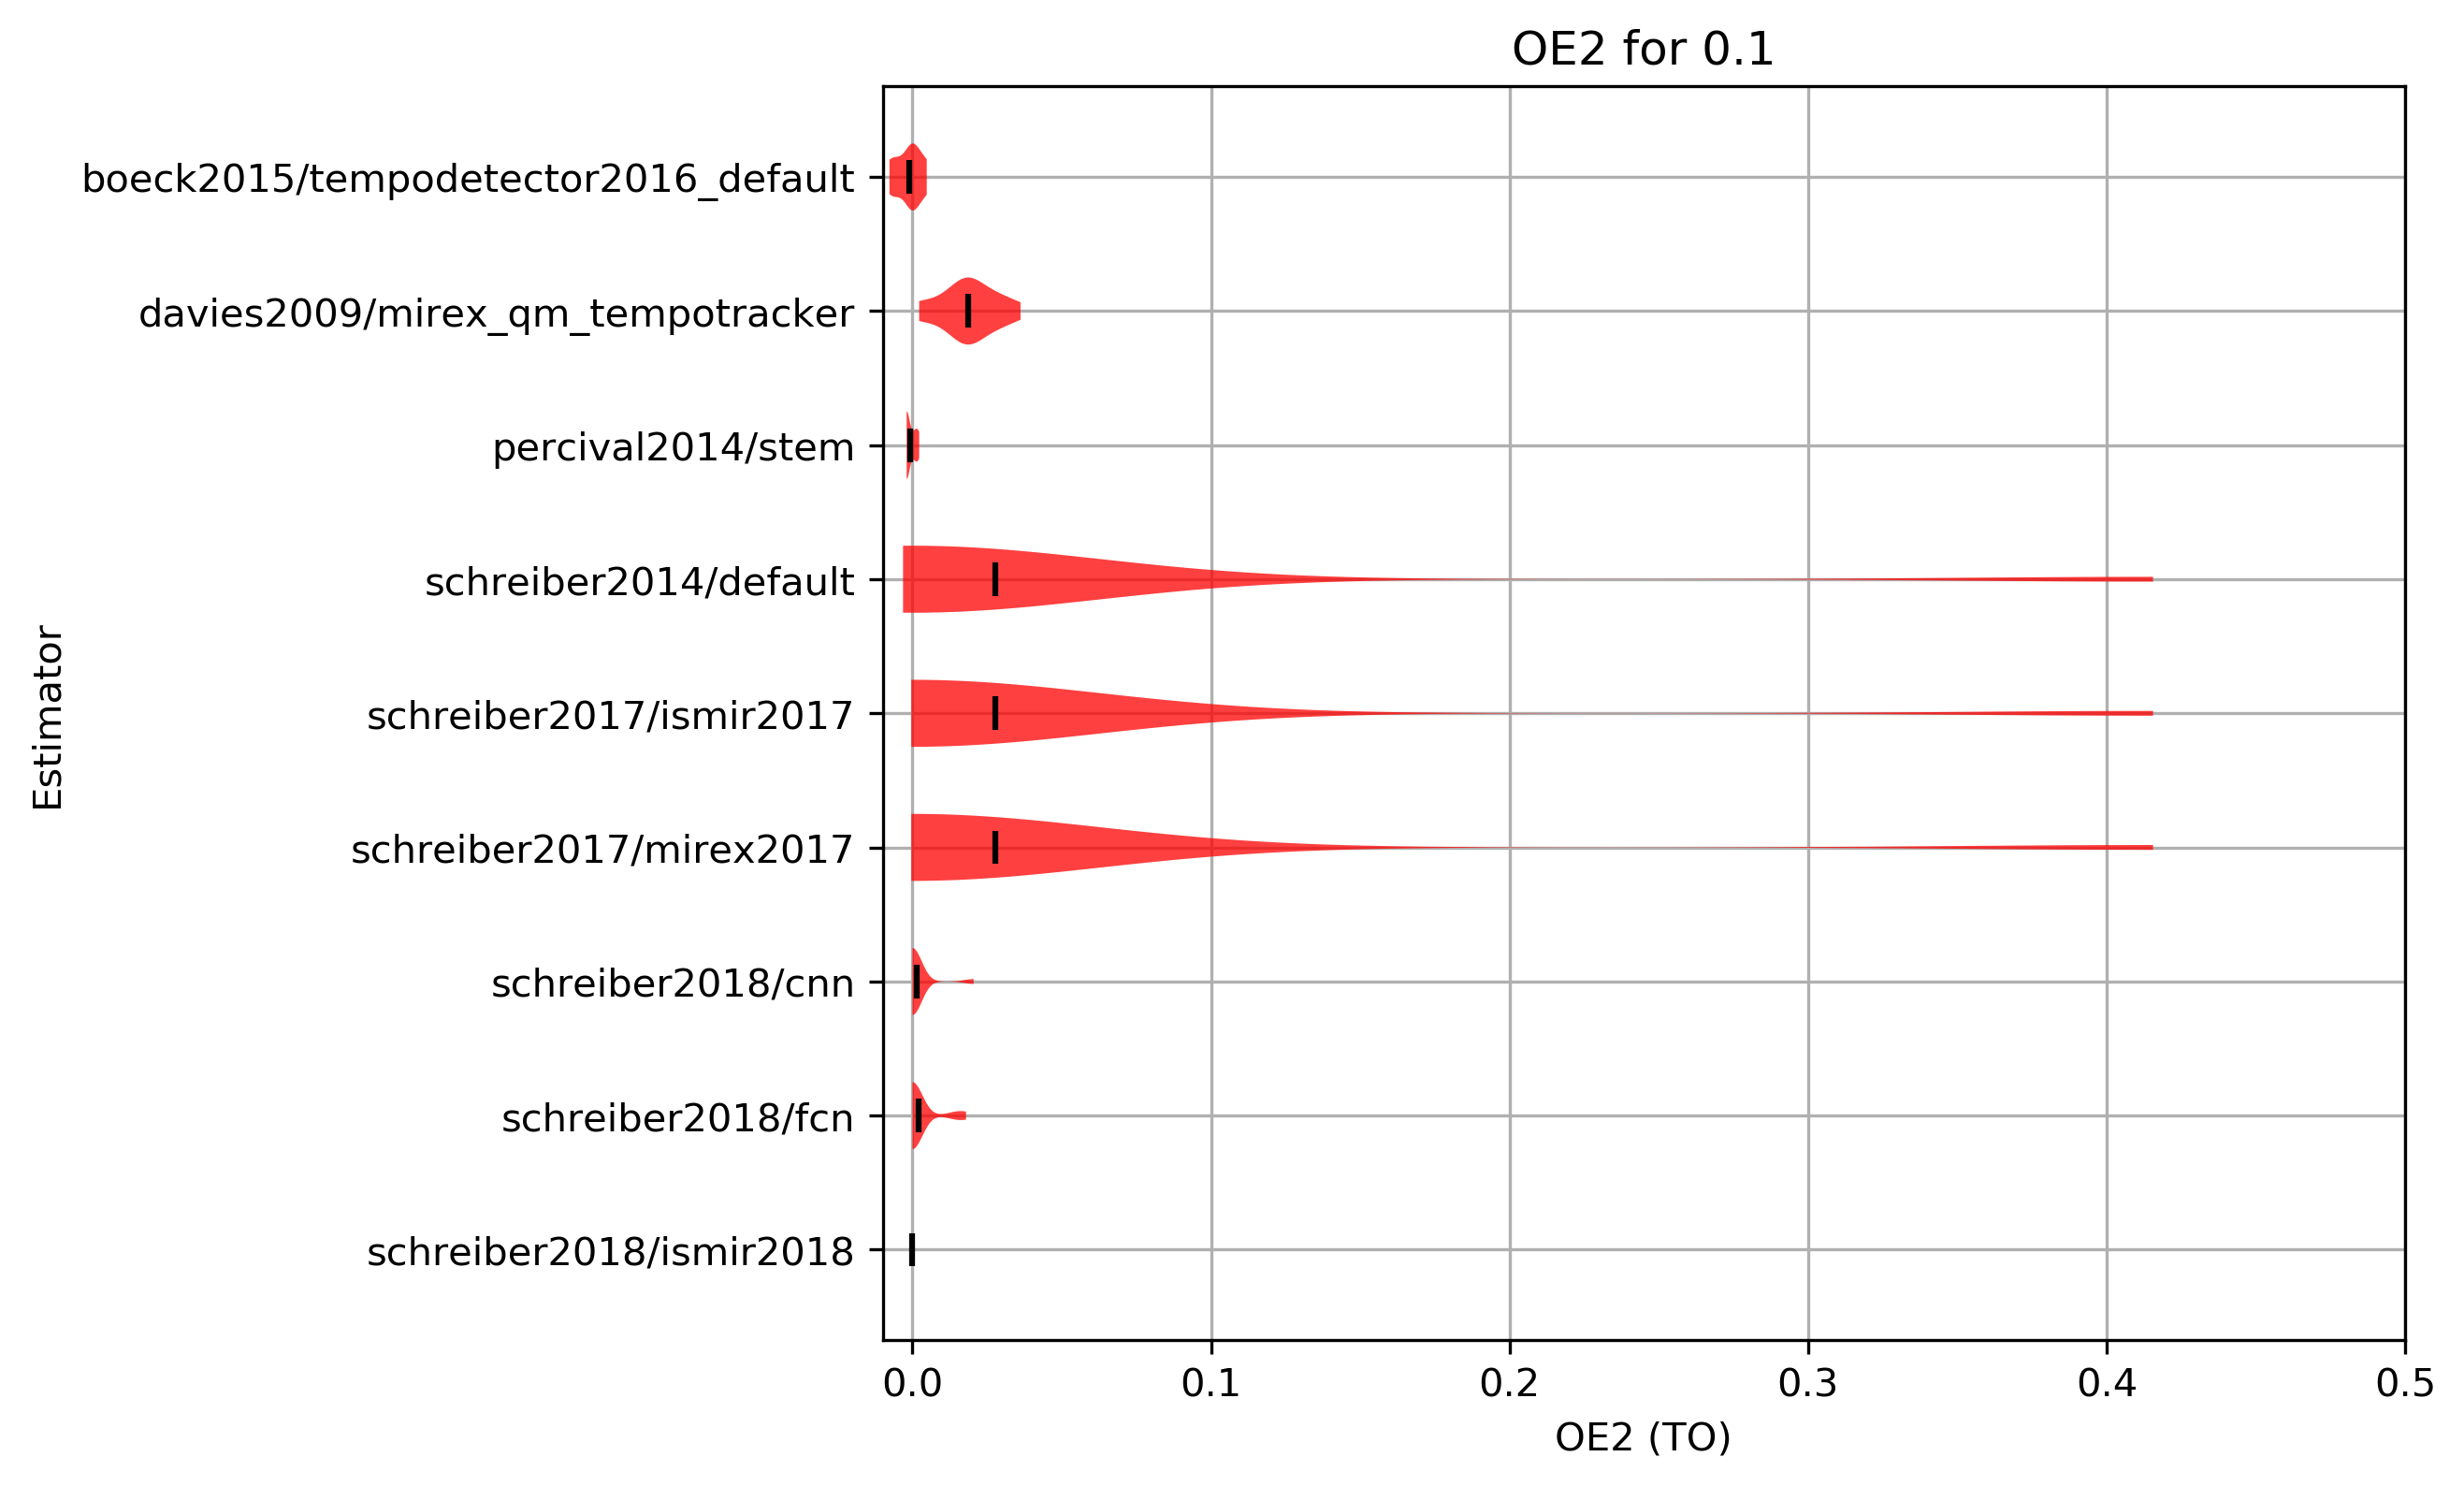 OE2 for 0.1
boeck2015/tempodetector2016_default
davies2009/mirex_qm_tempotracker
percival2014/stem
schreiber2014/default
schreiber2017/ismir2017
schreiber2017/mirex2017
schreiber2018/cnn
schreiber2018/fcn
schreiber2018/ismir2018
Estimator
0.0 0.1 0.2 0.3 0.4 0.5
OE2 (TO)